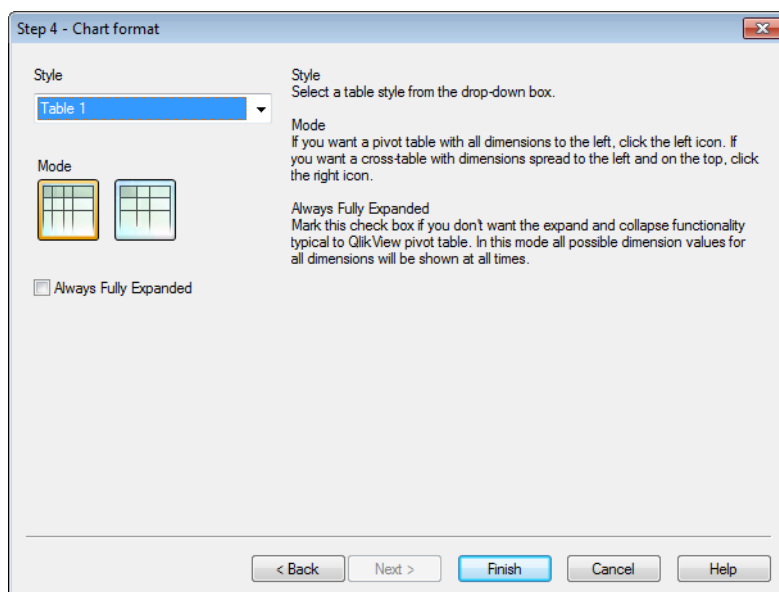 Step 4 - Chart format
Style
Table 1
Mode
Always Fully Expanded
Style
Select a table style from the drop-down box.
Mode
If you want a pivot table with all dimensions to the left, click the left icon. If
you want a cross-table with dimensions spread to the left and on the top, click
the right icon.
Always Fully Expanded
Mark this check box if you don't want the expand and collapse functionality
typical to QlikView pivot table. In this mode all possible dimension values for
all dimensions will be shown at all times.
< Back
Next >
Finish
Cancel
Help